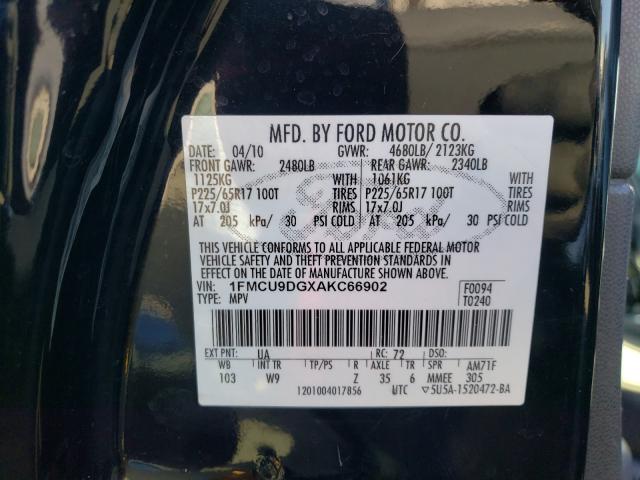 MFD. BY FORD MOTOR CO.
DATE: 04/10 GVWR: 4680LB/ 2123KG
FRONT GAWR: 2480LB REAR GAWR: 2340LB
1125KG WITH 1061KG WITH
P225/65R17 100T TIRES P225/65R17 100T TIRES
17x7.0J RIMS 17x7.0J RIMS
AT 205 kPa/ 30 PSI COLD AT 205 kPa/ 30 PSI COLD
Ford
THIS VEHICLE CONFORMS TO ALL APPLICABLE FEDERAL MOTOR
VEHICLE SAFETY AND THEFT PREVENTION STANDARDS IN
EFFECT ON THE DATE OF MANUFACTURE SHOWN ABOVE.
VIN: 1FMCU9DGXAKC66902 F0094
TYPE: MPV T0240
EXT PNT: UA RC: 72 DSO:
WB INT TR TP/PS R AXLE TR SPR AM71F
103 W9 Z 35 6 MMEE 305
1201004017856 UTC ▽5U5A-1520472-BA